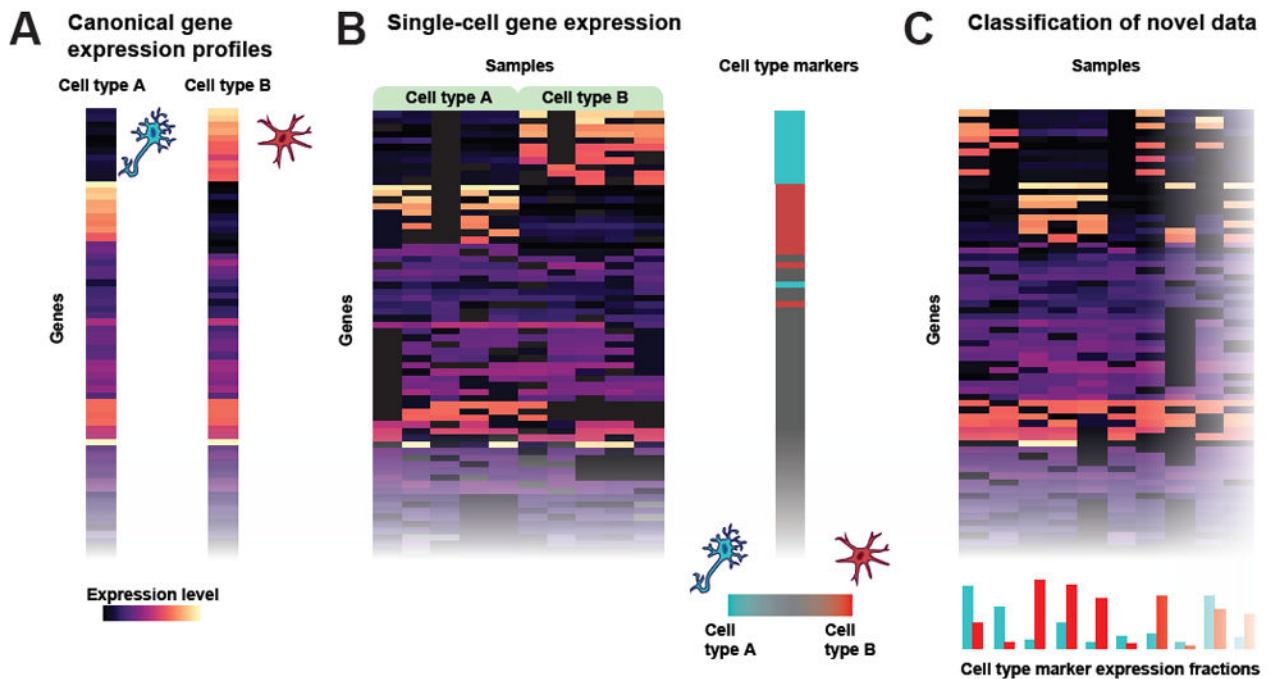 A
Canonical gene
expression profiles
Cell type A
Cell type B
Genes
Expression level
B
Single-cell gene expression
Samples
Cell type A
Cell type B
Genes
Cell type markers
Cell
type A
Cell
type B
C
Classification of novel data
Samples
Genes
Cell type marker expression fractions